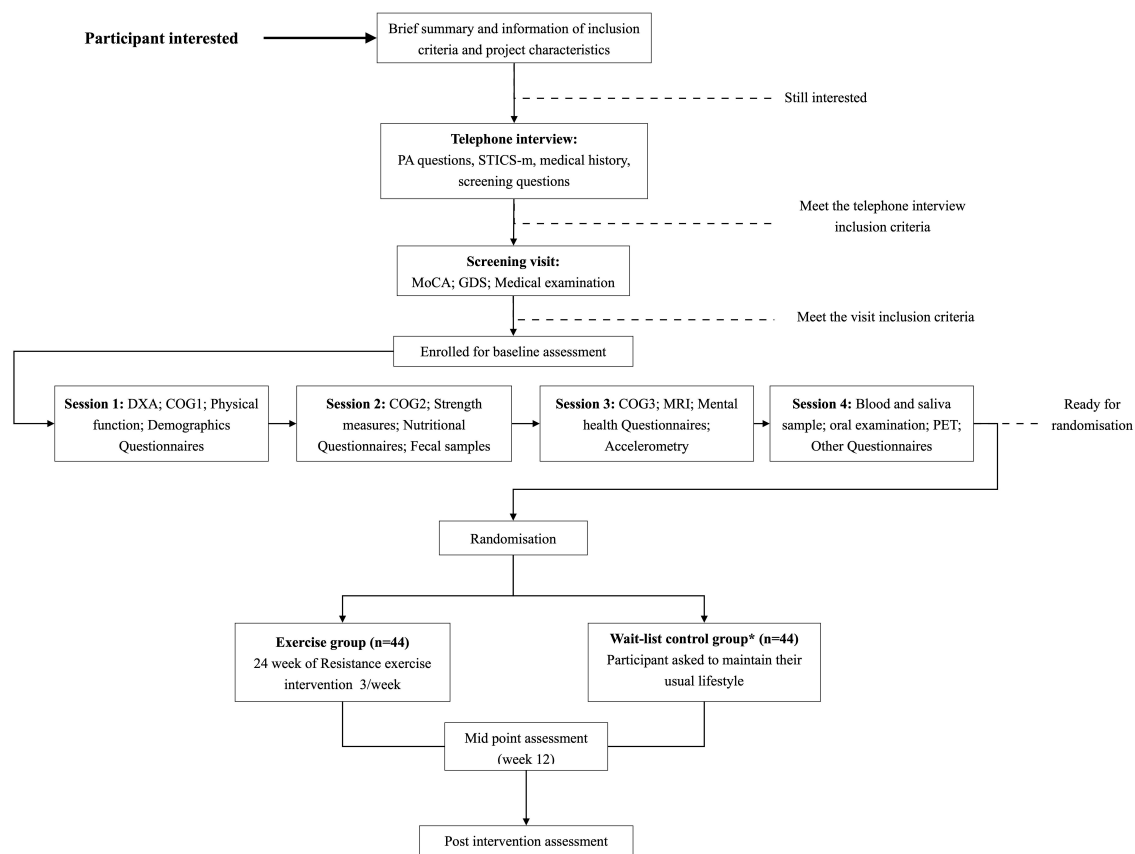 Participant interested
Brief summary and information of inclusion
criteria and project characteristics
Still interested
Telephone interview:
PA questions, STICS-m, medical history,
screening questions
Meet the telephone interview
inclusion criteria
Screening visit:
MoCA; GDS; Medical examination
Meet the visit inclusion criteria
Enrolled for baseline assessment
Session 1: DXA; COG1; Physical
function; Demographics
Questionnaires
Session 2: COG2; Strength
measures; Nutritional
Questionnaires; Fecal samples
Session 3: COG3; MRI; Mental
health Questionnaires;
Accelerometry
Session 4: Blood and saliva
sample; oral examination; PET;
Other Questionnaires
Ready for
randomisation
Randomisation
Exercise group (n=44)
24 week of Resistance exercise
intervention 3/week
Wait-list control group* (n=44)
Participant asked to maintain their
usual lifestyle
Mid point assessment
(week 12)
Post intervention assessment